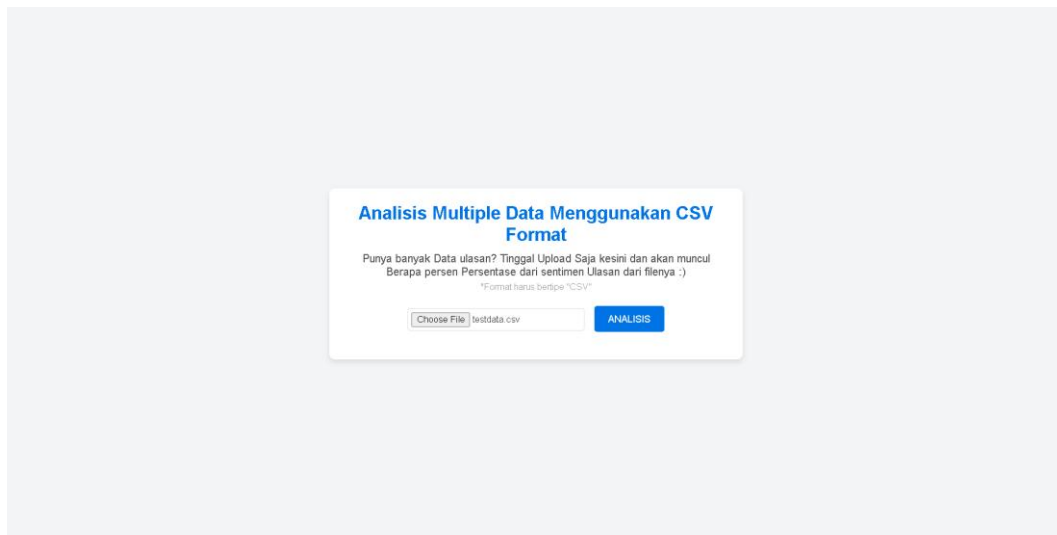 Analisis Multiple Data Menggunakan CSV
Format
Punya banyak Data ulasan? Tinggal Upload Saja kesini dan akan muncul
Berapa persen Persentase dari sentimen Ulasan dari filenya :)
*Format harus bertipe "CSV"
Choose File testdata.csv ANALISIS